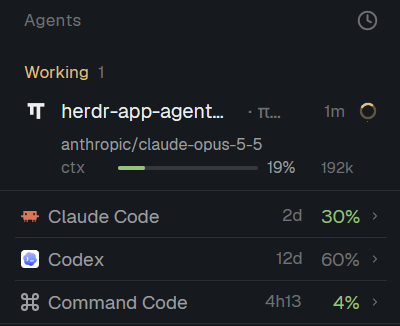 Agents
Working 1
herdr-app-agent... · π... 1m
anthropic/claude-opus-5-5
ctx 19% 192k
Claude Code 2d 30% >
Codex 12d 60% >
Command Code 4h13 4% >